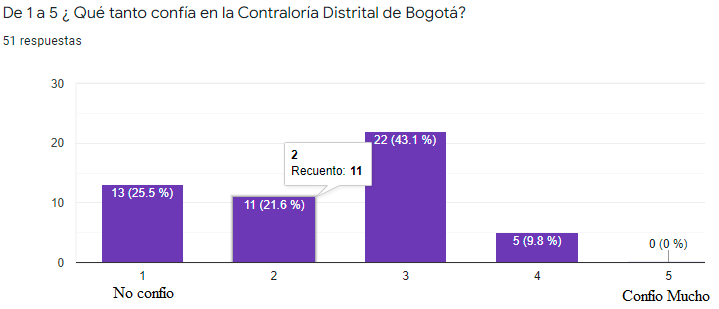 De 1 a 5 ¿ Qué tanto confía en la Contraloría Distrital de Bogotá?
51 respuestas
30
20
10
0
13 (25.5 %)
11 (21.6 %)
22 (43.1 %)
5 (9.8 %)
0 (0 %)
2
Recuento: 11
1
2
3
4
5
No confio
Confio Mucho